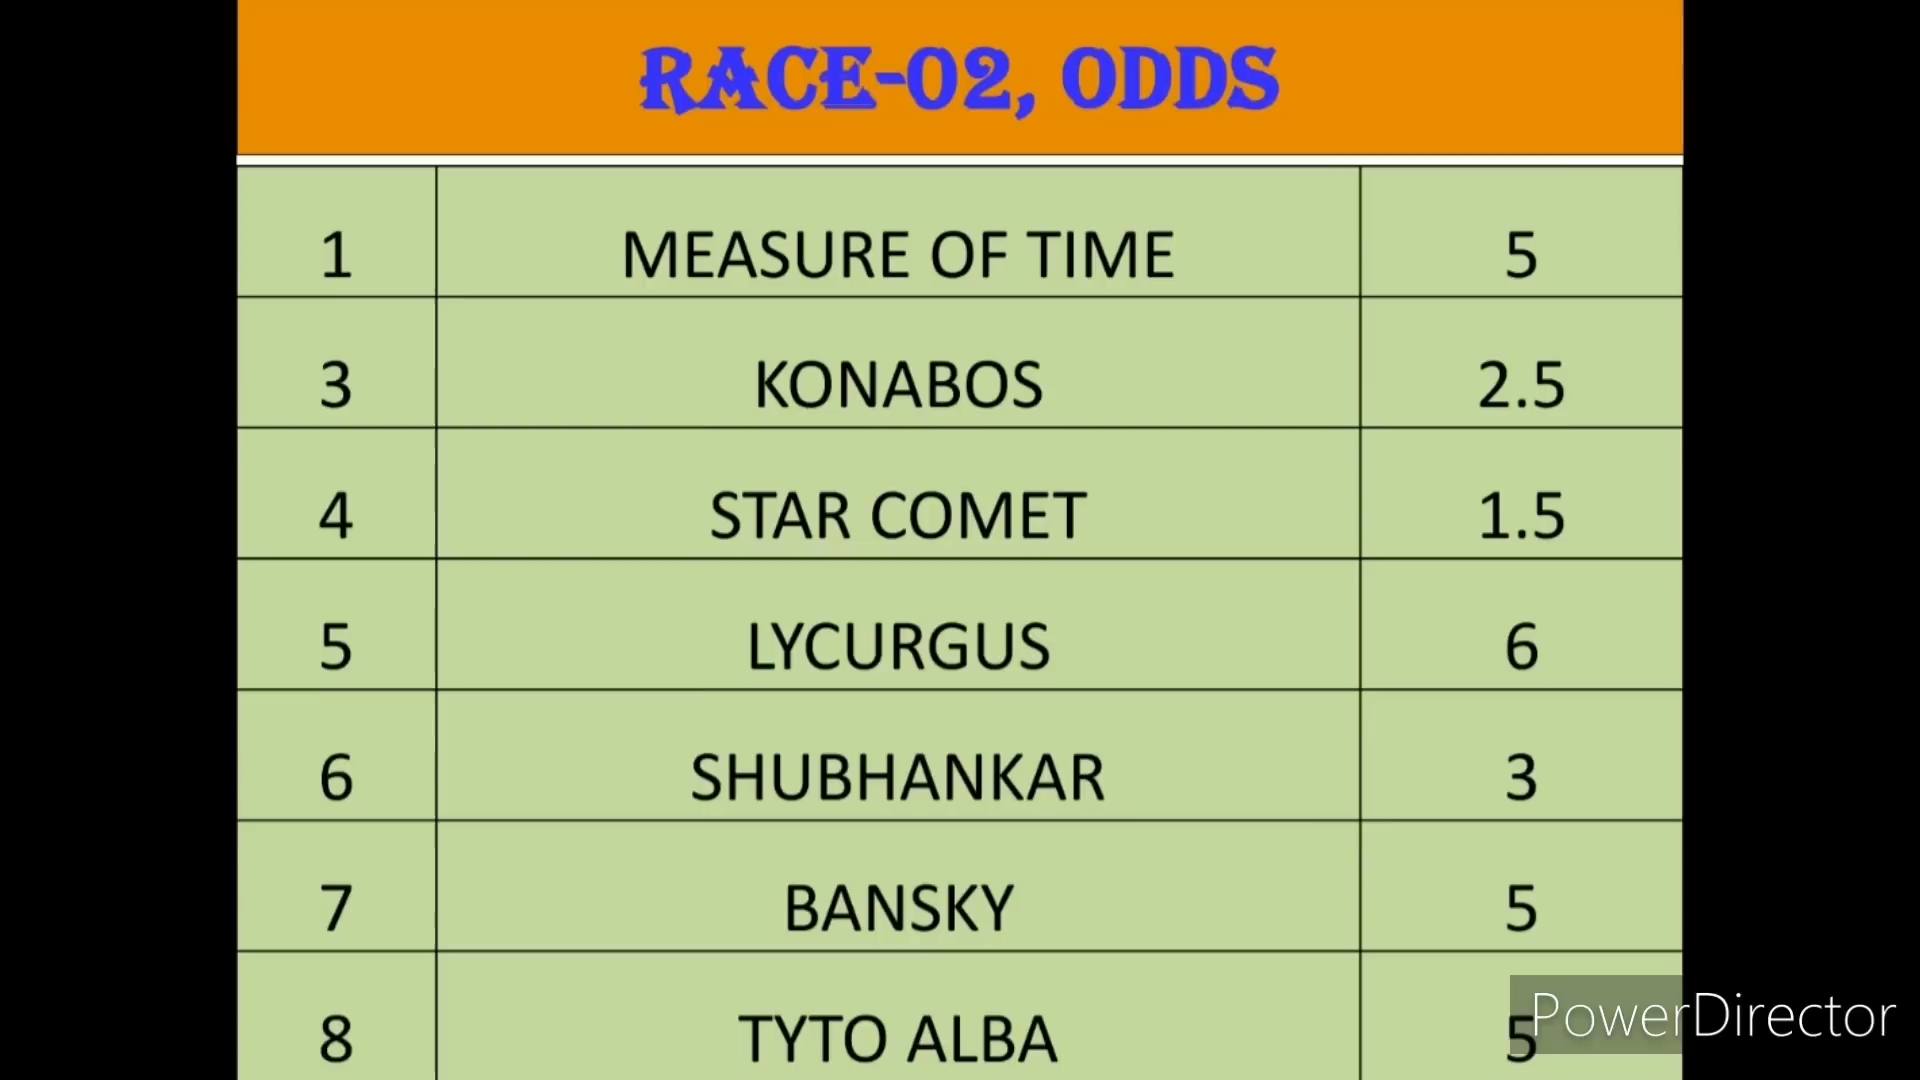 RACE-02, ODDS
1 MEASURE OF TIME 5
3 KONABOS 2.5
4 STAR COMET 1.5
5 LYCURGUS 6
6 SHUBHANKAR 3
7 BANSKY 5
8 TYTO ALBA 5
PowerDirector